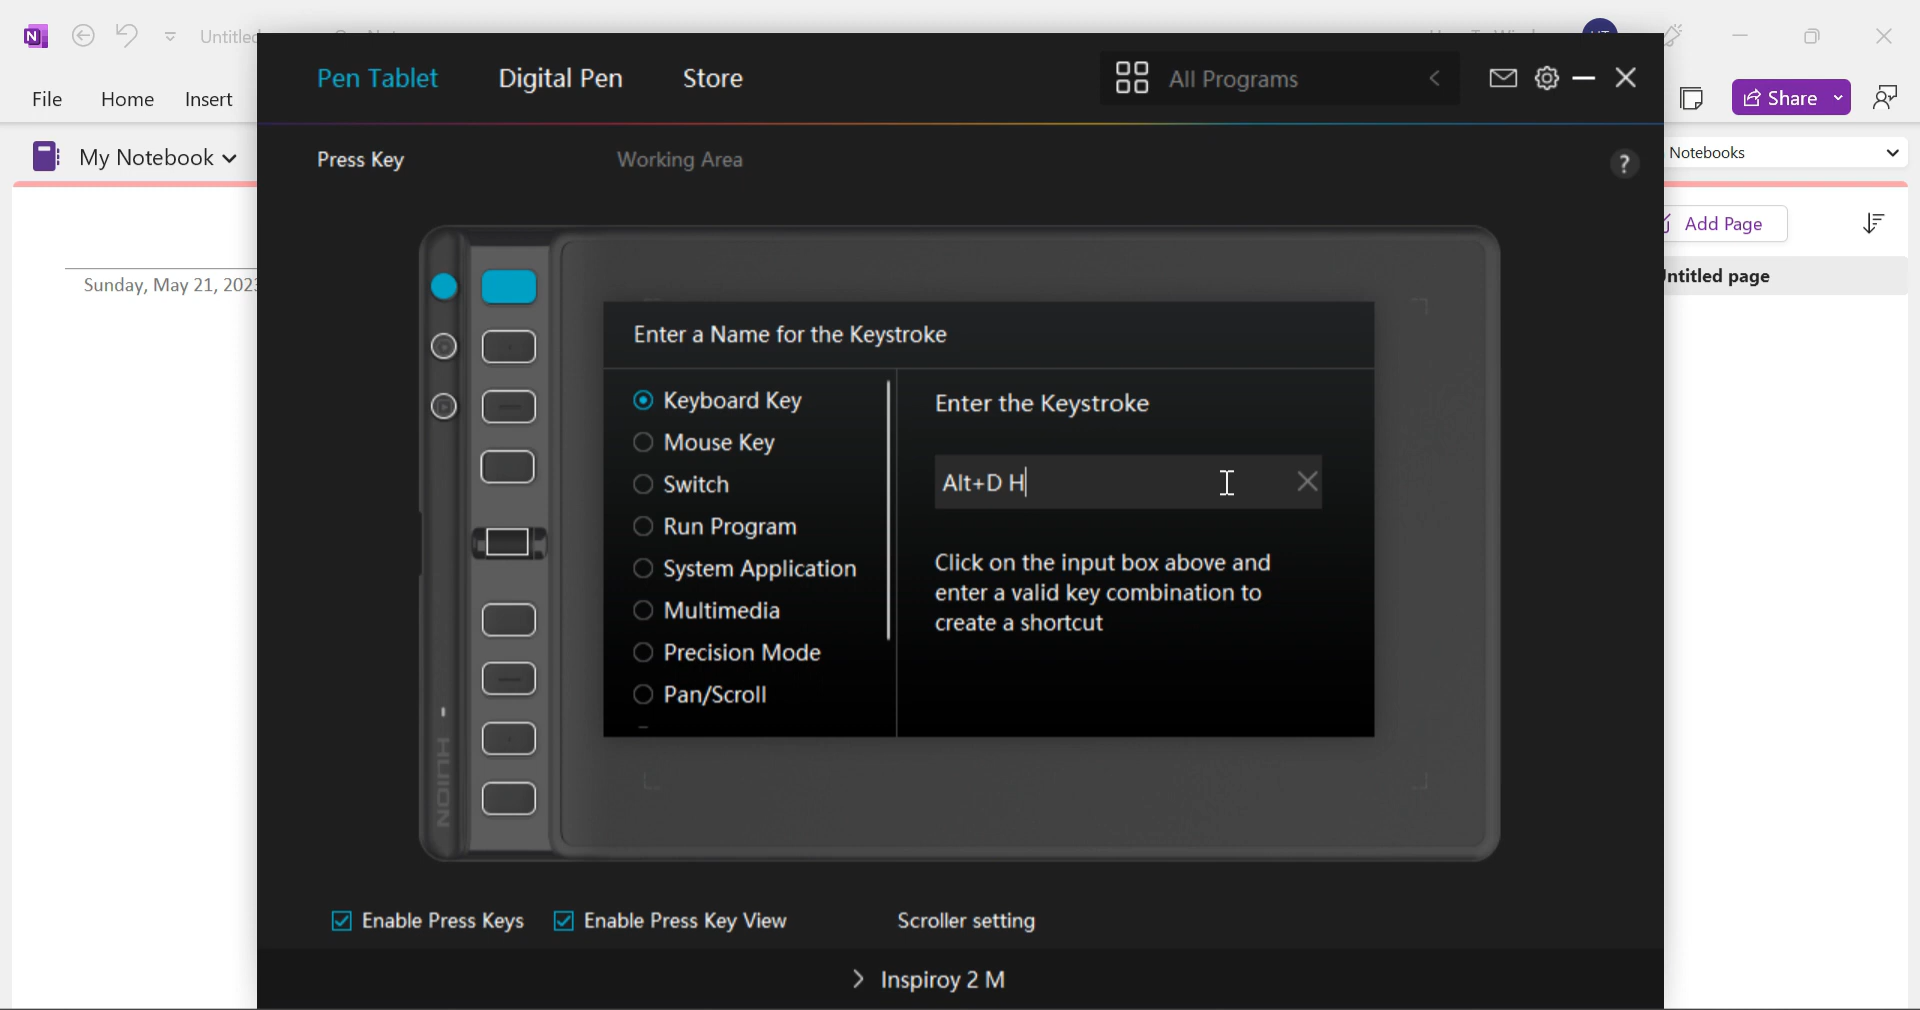 Untitled
File Home Insert
Share
My Notebook
Notebooks
Add Page
ntitled page
Sunday, May 21, 2023
Pen Tablet Digital Pen Store
All Programs
Press Key Working Area
?
Enter a Name for the Keystroke
Keyboard Key
Mouse Key
Switch
Run Program
System Application
Multimedia
Precision Mode
Pan/Scroll
Enter the Keystroke
Alt+D H
Click on the input box above and
enter a valid key combination to
create a shortcut
HUION
Enable Press Keys Enable Press Key View Scroller setting
Inspiroy 2 M